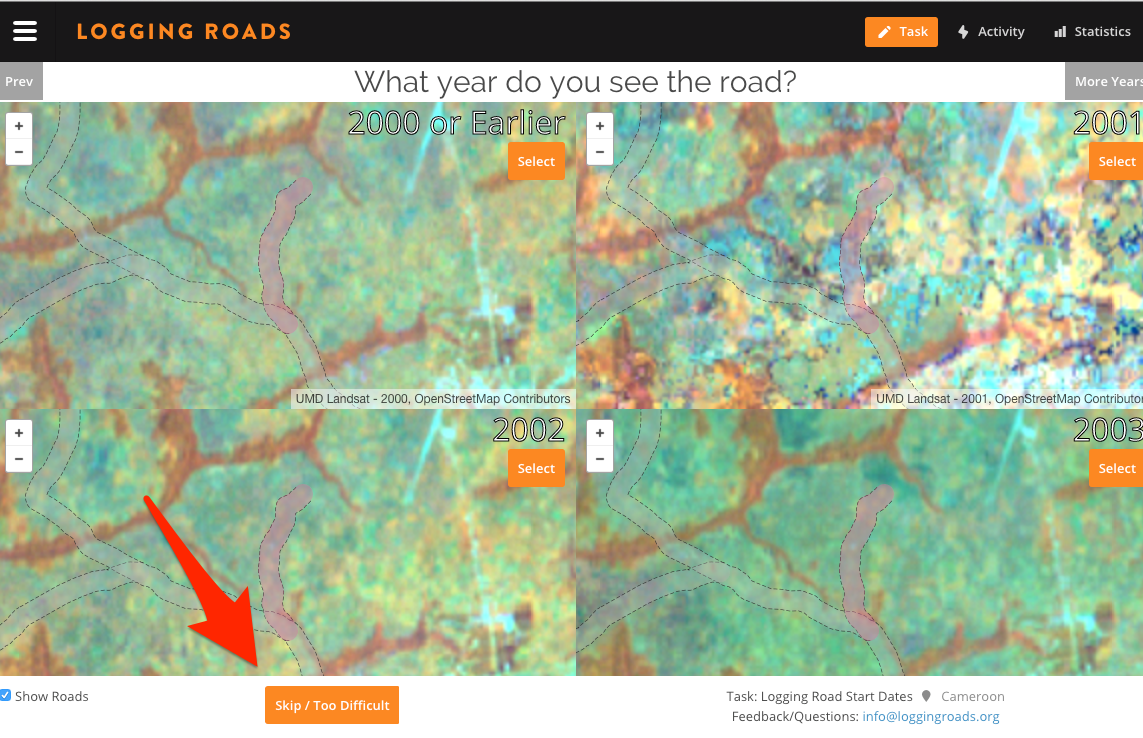 LOGGING ROADS
Task
Activity
Statistics
Prev
What year do you see the road?
More Years
+
−
2000 or Earlier
Select
UMD Landsat - 2000, OpenStreetMap Contributors
+
−
2001
Select
UMD Landsat - 2001, OpenStreetMap Contributor
+
−
2002
Select
+
−
2003
Select
Show Roads
Skip / Too Difficult
Task: Logging Road Start Dates Cameroon
Feedback/Questions: info@loggingroads.org